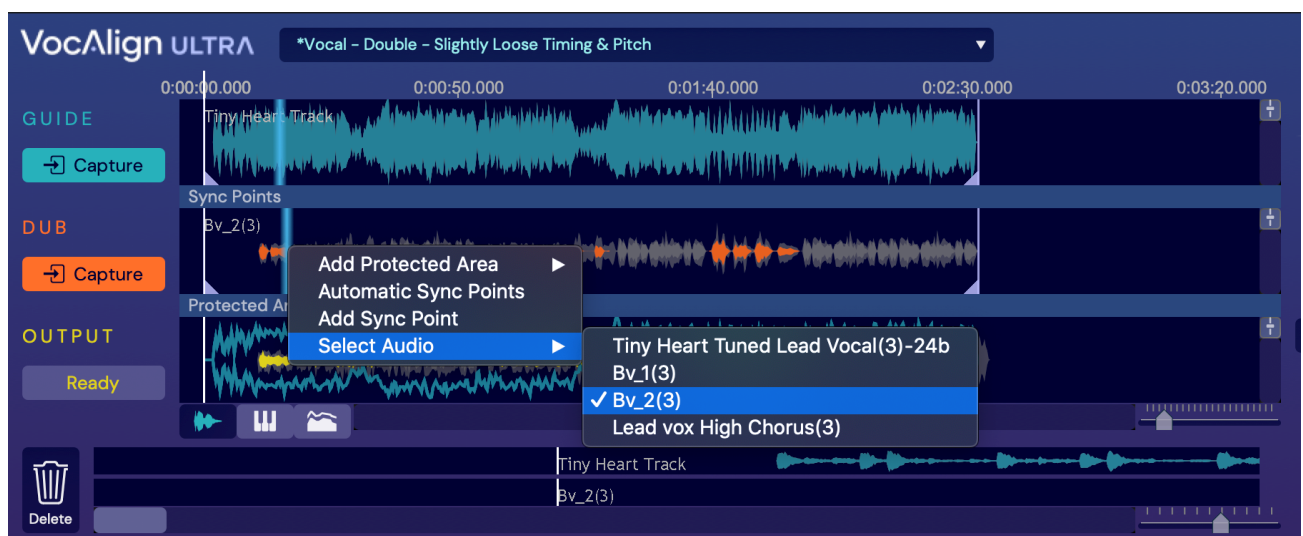 VocAlign ULTRA
*Vocal - Double - Slightly Loose Timing & Pitch
0:00:00.000 0:00:50.000 0:01:40.000 0:02:30.000 0:03:20.000
GUIDE
Tiny Heart Track
Capture
Sync Points
DUB
Bv_2(3)
Capture
Add Protected Area
Automatic Sync Points
Protected Ar
Add Sync Point
OUTPUT
Select Audio
Tiny Heart Tuned Lead Vocal(3)-24b
Bv_1(3)
Ready
Bv_2(3)
Lead vox High Chorus(3)
Tiny Heart Track
Bv_2(3)
Delete